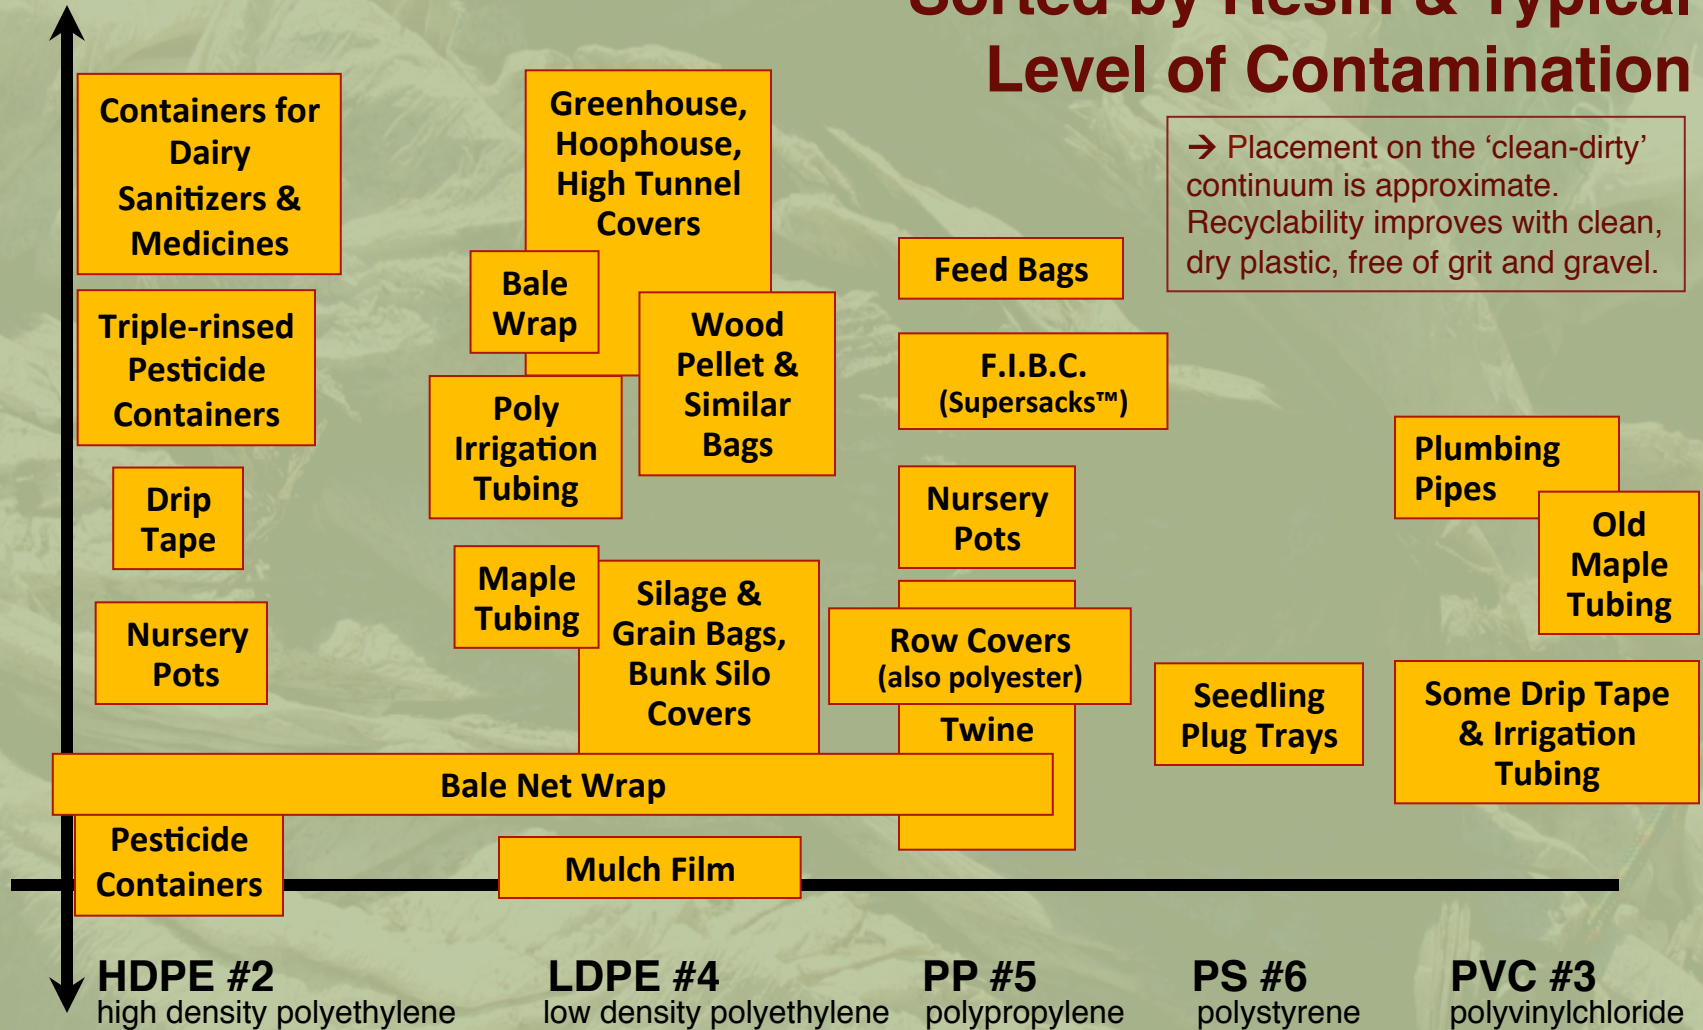 Sorted by Resin & Typical
Level of Contamination
→ Placement on the ‘clean-dirty’
continuum is approximate.
Recyclability improves with clean,
dry plastic, free of grit and gravel.
Containers for
Dairy
Sanitizers &
Medicines
Greenhouse,
Hoophouse,
High Tunnel
Covers
Feed Bags
Bale
Wrap
Triple-rinsed
Pesticide
Containers
Wood
Pellet &
Similar
Bags
F.I.B.C.
(Supersacks™)
Poly
Irrigation
Tubing
Plumbing
Pipes
Drip
Tape
Nursery
Pots
Old
Maple
Tubing
Maple
Tubing
Silage &
Grain Bags,
Bunk Silo
Covers
Nursery
Pots
Row Covers
(also polyester)
Twine
Seedling
Plug Trays
Some Drip Tape
& Irrigation
Tubing
Bale Net Wrap
Pesticide
Containers
Mulch Film
HDPE #2
high density polyethylene
LDPE #4
low density polyethylene
PP #5
polypropylene
PS #6
polystyrene
PVC #3
polyvinylchloride